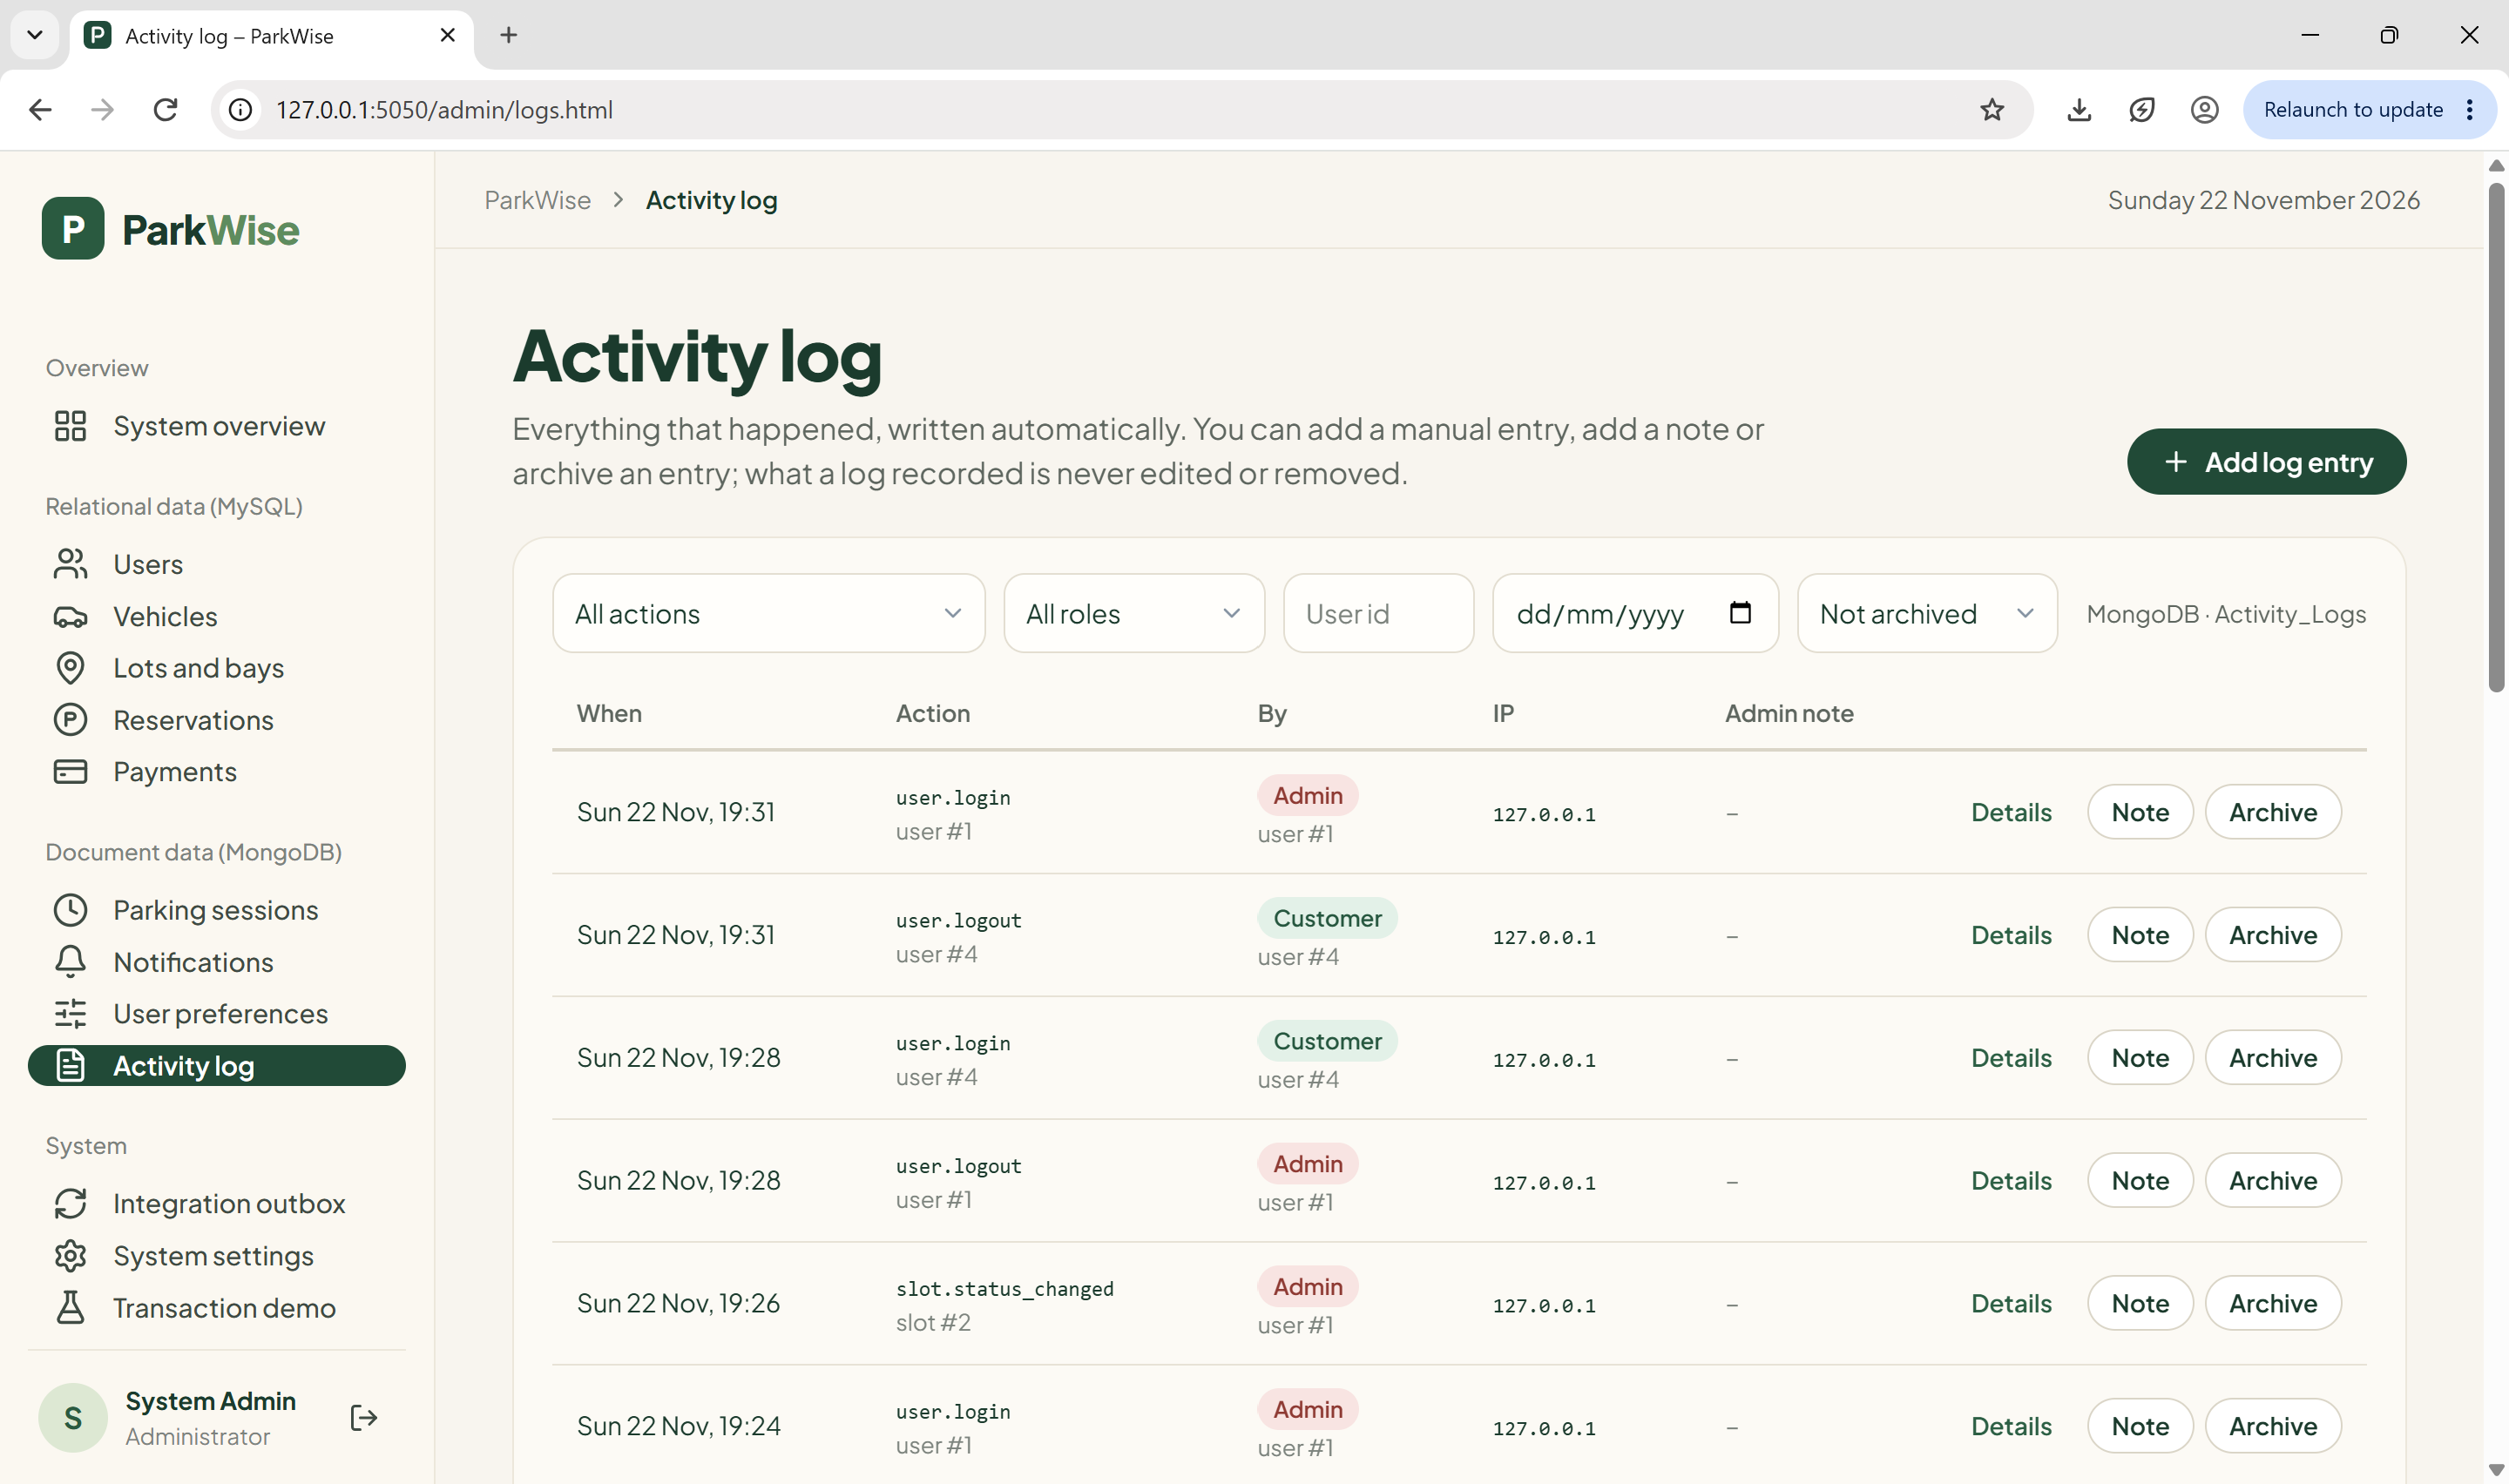 P Activity log – ParkWise
127.0.0.1:5050/admin/logs.html
Relaunch to update
P ParkWise
Overview
System overview
Relational data (MySQL)
Users
Vehicles
Lots and bays
Reservations
Payments
Document data (MongoDB)
Parking sessions
Notifications
User preferences
Activity log
System
Integration outbox
System settings
Transaction demo
S System Admin
Administrator
ParkWise > Activity log
Sunday 22 November 2026
Activity log
Everything that happened, written automatically. You can add a manual entry, add a note or
archive an entry; what a log recorded is never edited or removed.
+ Add log entry
All actions All roles User id dd/mm/yyyy Not archived MongoDB · Activity_Logs
When Action By IP Admin note
Sun 22 Nov, 19:31 user.login Admin 127.0.0.1 – Details Note Archive
user #1 user #1
Sun 22 Nov, 19:31 user.logout Customer 127.0.0.1 – Details Note Archive
user #4 user #4
Sun 22 Nov, 19:28 user.login Customer 127.0.0.1 – Details Note Archive
user #4 user #4
Sun 22 Nov, 19:28 user.logout Admin 127.0.0.1 – Details Note Archive
user #1 user #1
Sun 22 Nov, 19:26 slot.status_changed Admin 127.0.0.1 – Details Note Archive
slot #2 user #1
Sun 22 Nov, 19:24 user.login Admin 127.0.0.1 – Details Note Archive
user #1 user #1